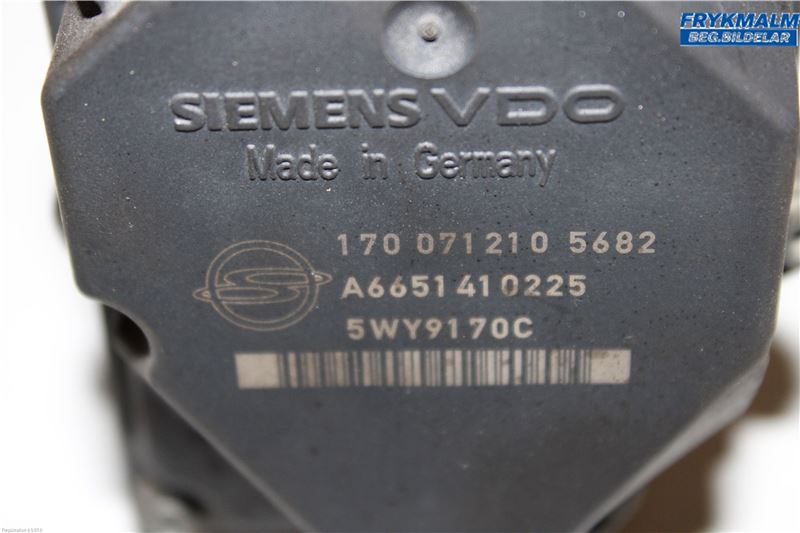 FRYKMALM
BEG.BILDELAR
SIEMENS VDO
Made in Germany
170 071210 5682
A6651410225
5WY9170C